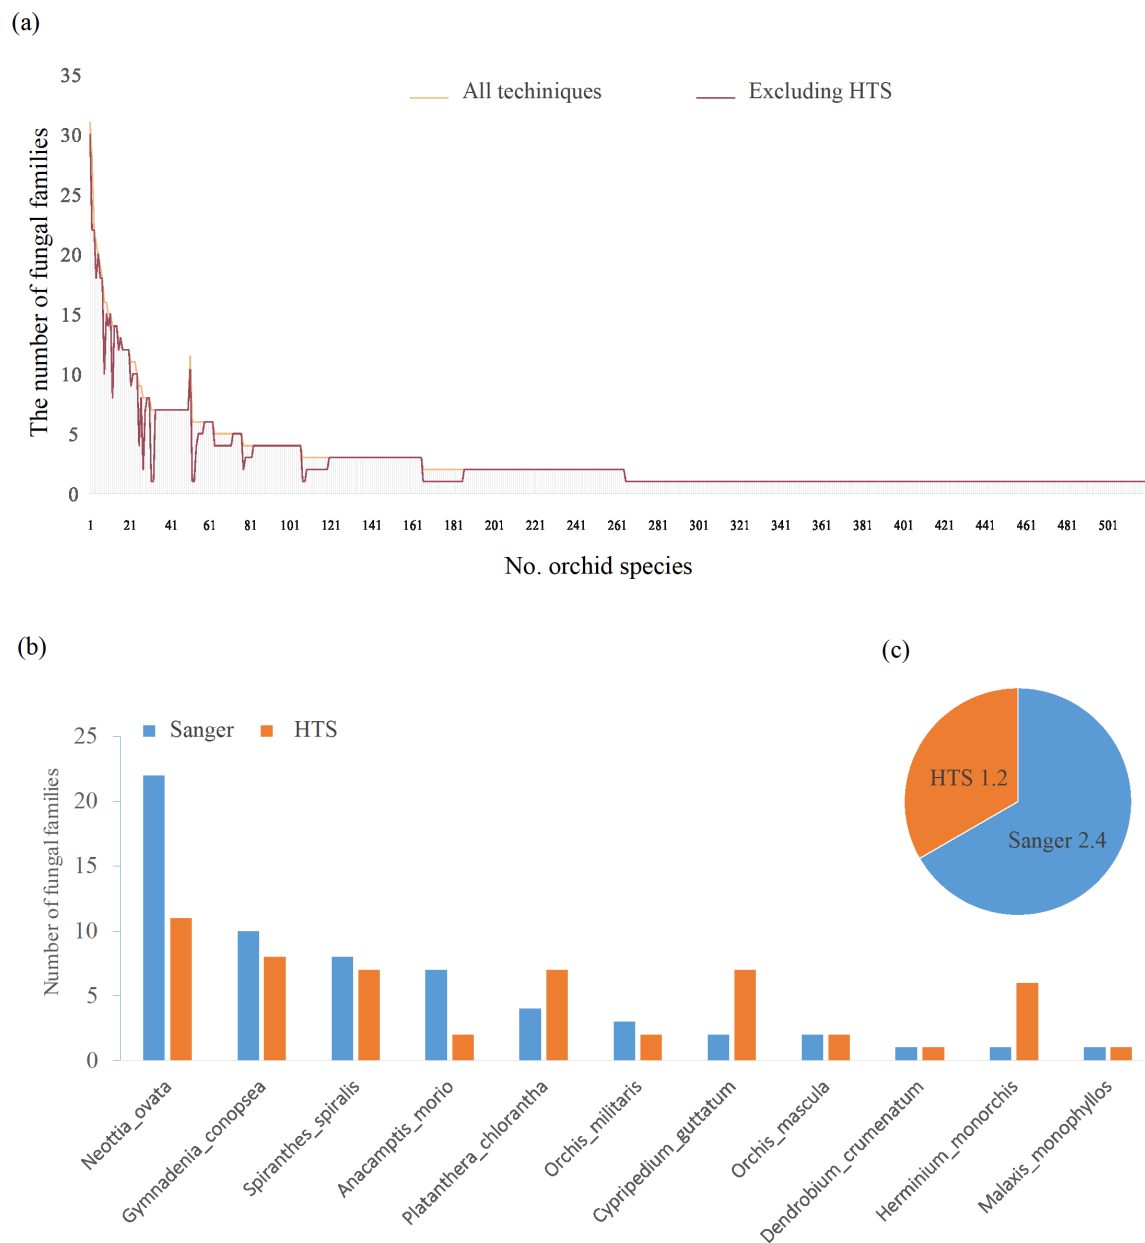 (a)
All techiniques
Excluding HTS
The number of fungal families
35
30
25
20
15
10
5
0
1 21 41 61 81 101 121 141 161 181 201 221 241 261 281 301 321 341 361 381 401 421 441 461 481 501
No. orchid species
(b)
Sanger
HTS
Number of fungal families
25
20
15
10
5
0
Neottia_ovata
Gymnadenia_conopsea
Spiranthes_spiralis
Anacamptis_morio
Platanthera_chlorantha
Orchis_militaris
Cypripedium_guttatum
Orchis_mascula
Dendrobium_crumenatum
Herminium_monorchis
Malaxis_monophyllos
(c)
HTS 1.2
Sanger 2.4